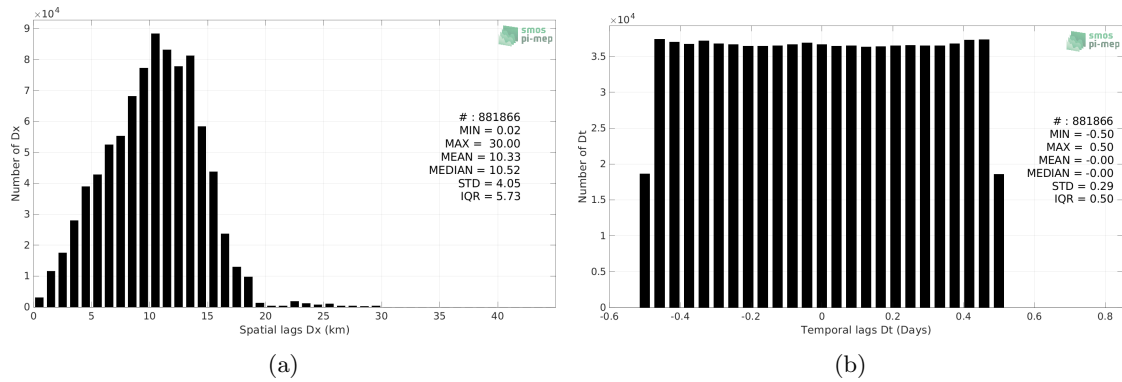 ×10⁴
9
8
7
6
5
4
3
2
1
0
Number of Dx
smos
pi-mep
# : 881866
MIN = 0.02
MAX = 30.00
MEAN = 10.33
MEDIAN = 10.52
STD = 4.05
IQR = 5.73
0 5 10 15 20 25 30 35 40
Spatial lags Dx (km)
(a)
×10⁴
3.5
3
2.5
2
1.5
1
0.5
0
Number of Dt
smos
pi-mep
# : 881866
MIN = -0.50
MAX = 0.50
MEAN = -0.00
MEDIAN = -0.00
STD = 0.29
IQR = 0.50
-0.6 -0.4 -0.2 0 0.2 0.4 0.6 0.8
Temporal lags Dt (Days)
(b)